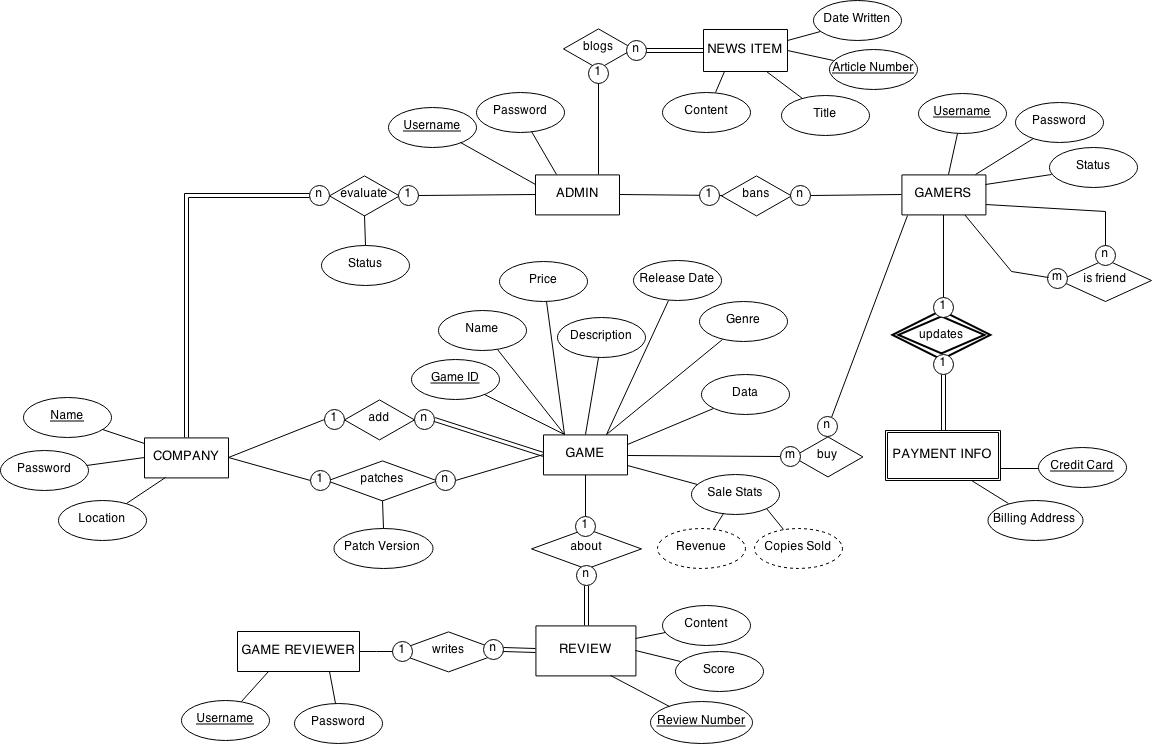 Date Written
blogs
n
NEWS ITEM
Article Number
1
Content
Title
Username
Password
Username
Password
Status
n
evaluate
1
ADMIN
1
bans
n
GAMERS
Status
n
m
is friend
Price
Release Date
Name
Description
Genre
1
updates
1
Game ID
Data
Name
1
add
n
n
COMPANY
GAME
m
buy
PAYMENT INFO
Password
Credit Card
1
patches
n
Sale Stats
Location
Billing Address
1
Patch Version
about
Revenue
Copies Sold
n
Content
GAME REVIEWER
1
writes
n
REVIEW
Score
Username
Password
Review Number